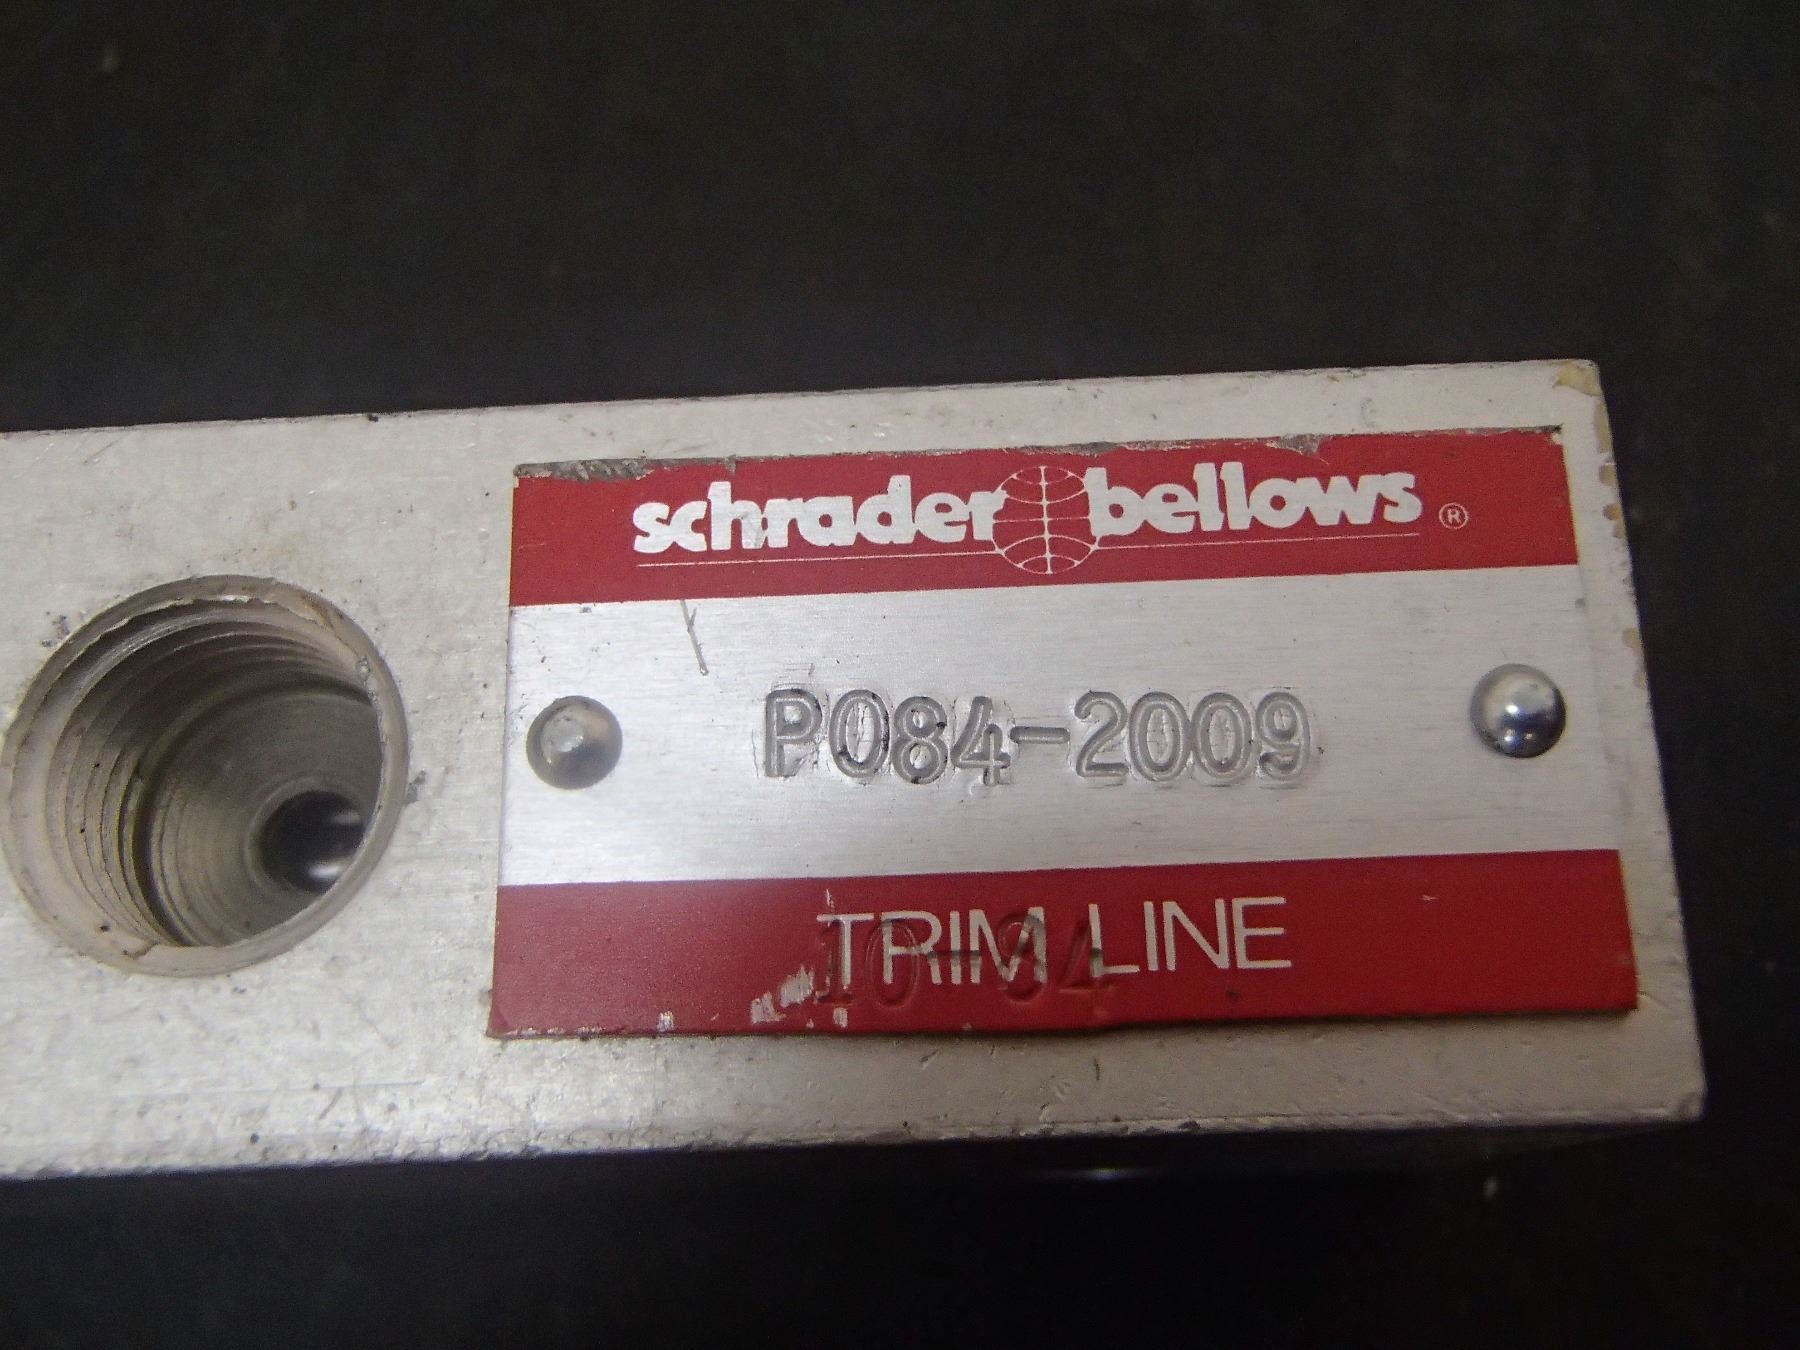 schrader bellows ®
P084-2009
TRIM LINE
10-84